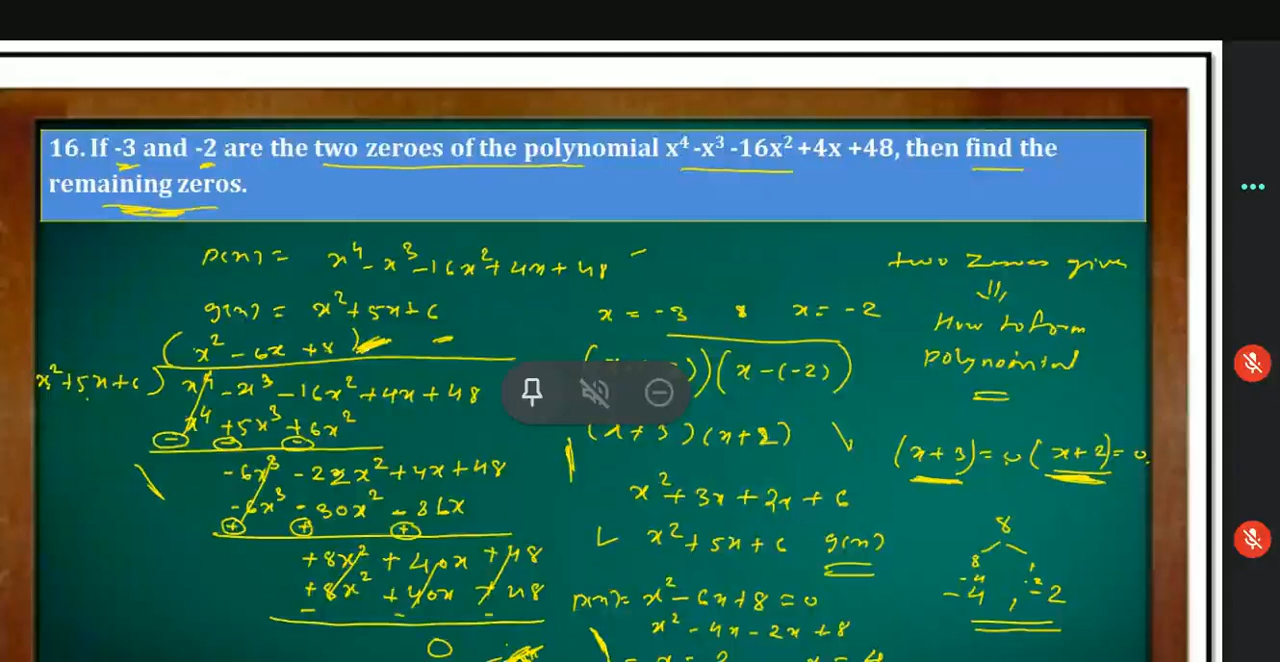 16. If -3 and -2 are the two zeroes of the polynomial x⁴ -x³ -16x² +4x +48, then find the
remaining zeros.
p(x) = x⁴ - x³ - 16x² + 4x + 48
g(x) = x² + 5x + 6
(x² - 6x + 8)
x² + 5x + 6 ) x⁴ - x³ - 16x² + 4x + 48
x⁴ + 5x³ + 6x²
-6x³ - 22x² + 4x + 48
-6x³ - 30x² - 36x
+8x² + 40x + 48
+8x² + 40x + 48
0
x = -3 & x = -2
)) (x - (-2))
(x + 3) (x + 2)
x² + 3x + 2x + 6
x² + 5x + 6 g(x)
p(x) = x² - 6x + 8 = 0
x² - 4x - 2x + 8
= x = 2 x = 4
two zeroes given
How to form
polynomial
(x + 3) = 0 (x + 2) = 0
8
-4 , -2